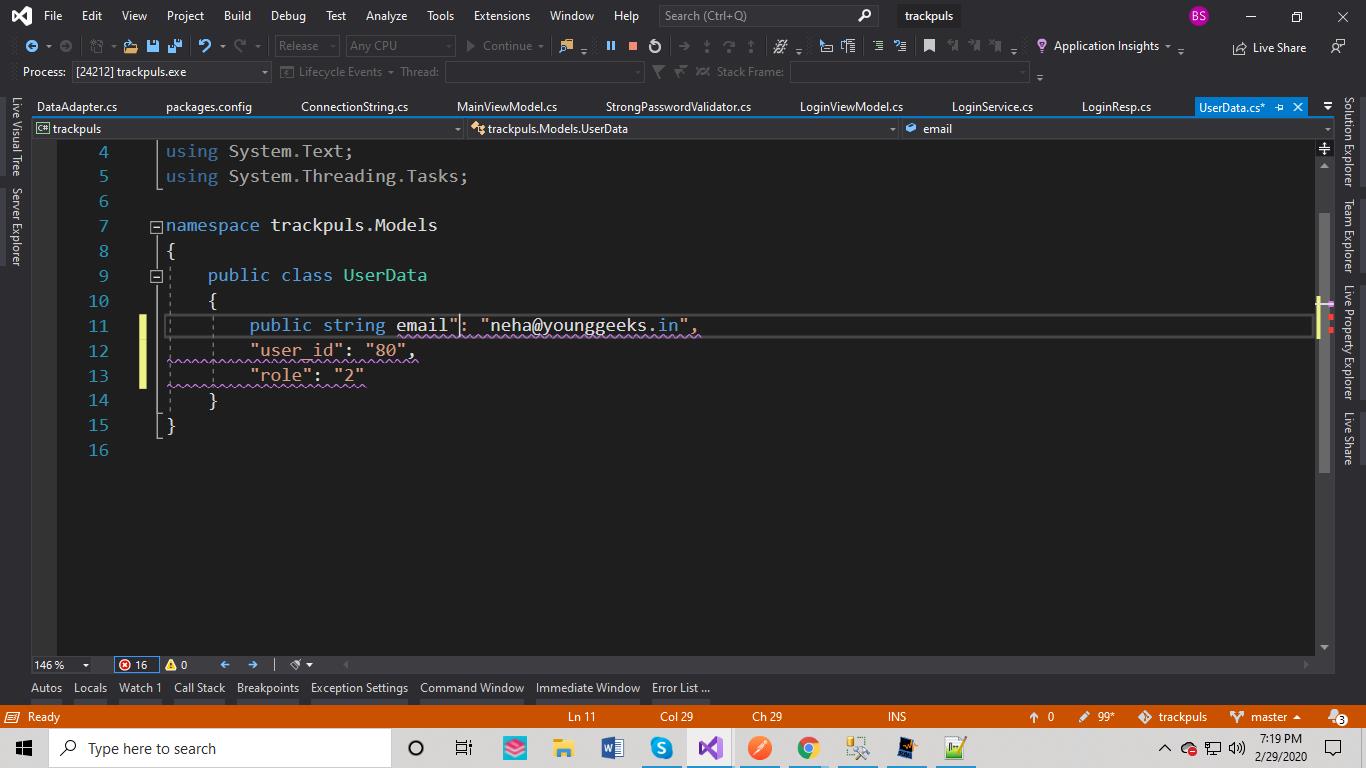 File Edit View Project Build Debug Test Analyze Tools Extensions Window Help Search (Ctrl+Q) trackpuls BS
Release Any CPU Continue Application Insights Live Share
Process: [24212] trackpuls.exe Lifecycle Events Thread: Stack Frame:
DataAdapter.cs packages.config ConnectionString.cs MainViewModel.cs StrongPasswordValidator.cs LoginViewModel.cs LoginService.cs LoginResp.cs UserData.cs*
C# trackpuls trackpuls.Models.UserData email
Live Visual Tree
Server Explorer
4 using System.Text;
5 using System.Threading.Tasks;
6
7 namespace trackpuls.Models
8 {
9 public class UserData
10 {
11 public string email": "neha@younggeeks.in",
12 "user_id": "80",
13 "role": "2"
14 }
15 }
16
Solution Explorer
Team Explorer
Live Property Explorer
Live Share
146 % 16 0
Autos Locals Watch 1 Call Stack Breakpoints Exception Settings Command Window Immediate Window Error List ...
Ready Ln 11 Col 29 Ch 29 INS 0 99* trackpuls master 3
Type here to search
7:19 PM
2/29/2020